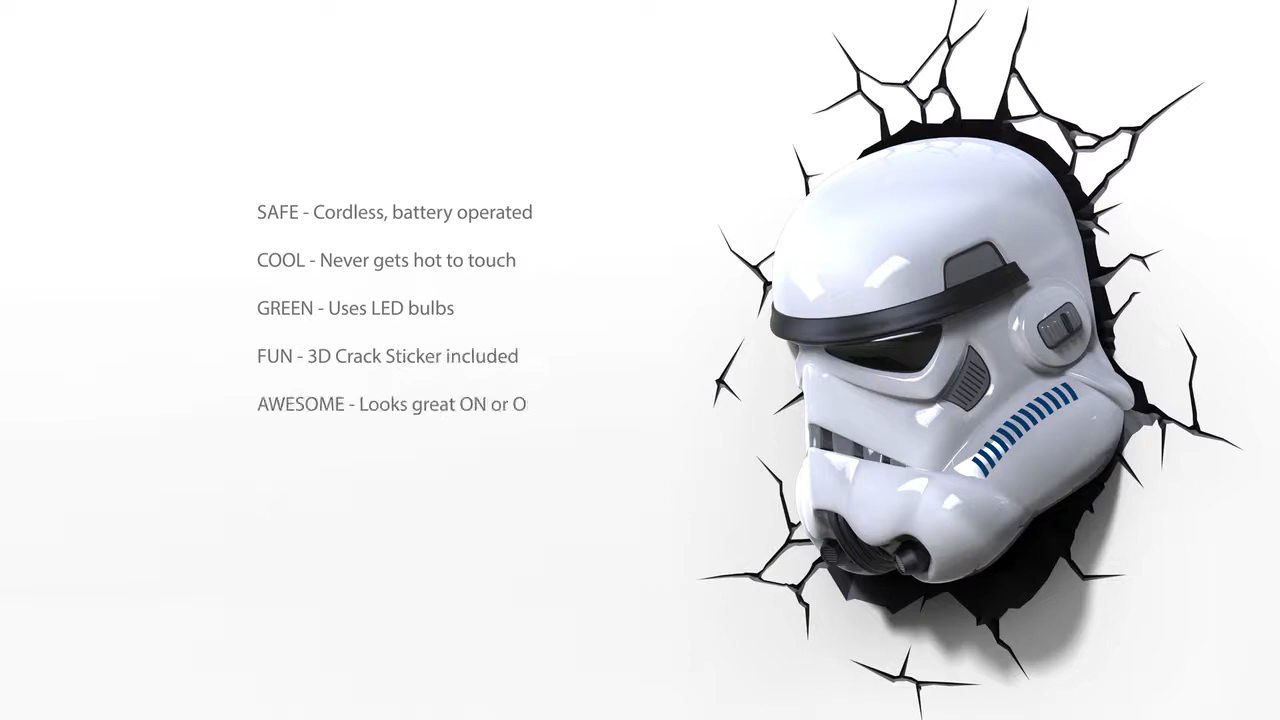 SAFE - Cordless, battery operated
COOL - Never gets hot to touch
GREEN - Uses LED bulbs
FUN - 3D Crack Sticker included
AWESOME - Looks great ON or O